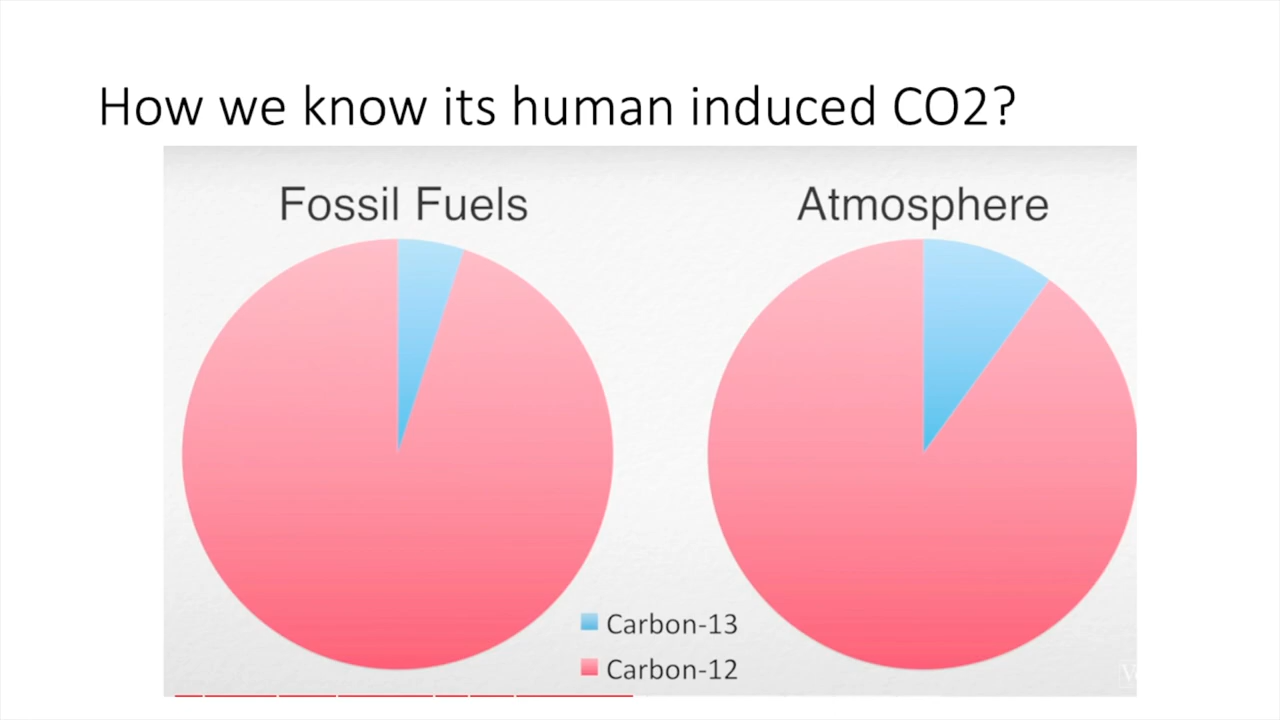 How we know its human induced CO2?
Fossil Fuels
Atmosphere
Carbon-13
Carbon-12